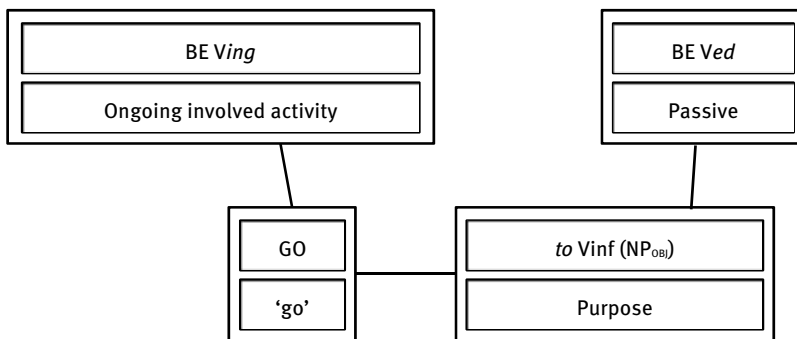 BE Ving
Ongoing involved activity
BE Ved
Passive
GO
‘go’
to Vinf (NPOBJ)
Purpose